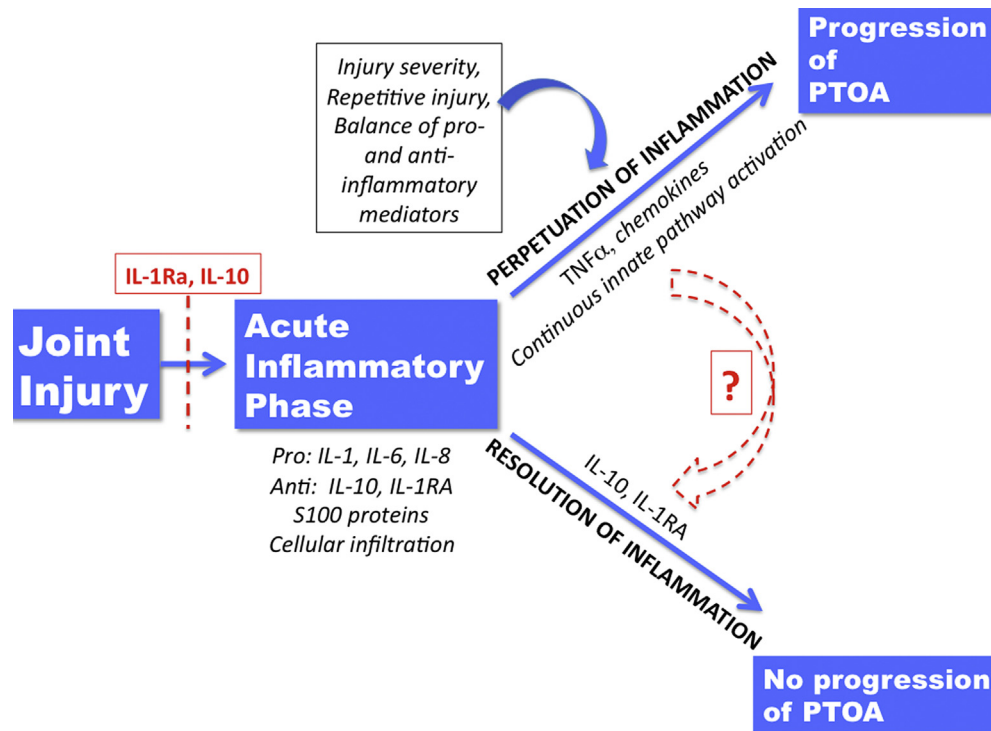 Progression
of
PTOA
Injury severity,
Repetitive injury,
Balance of pro-
and anti-
inflammatory
mediators
PERPETUATION OF INFLAMMATION
TNFα, chemokines
Continuous innate pathway activation
IL-1Ra, IL-10
Joint
Injury
Acute
Inflammatory
Phase
?
Pro: IL-1, IL-6, IL-8
Anti: IL-10, IL-1RA
S100 proteins
Cellular infiltration
IL-10, IL-1RA
RESOLUTION OF INFLAMMATION
No progression
of PTOA